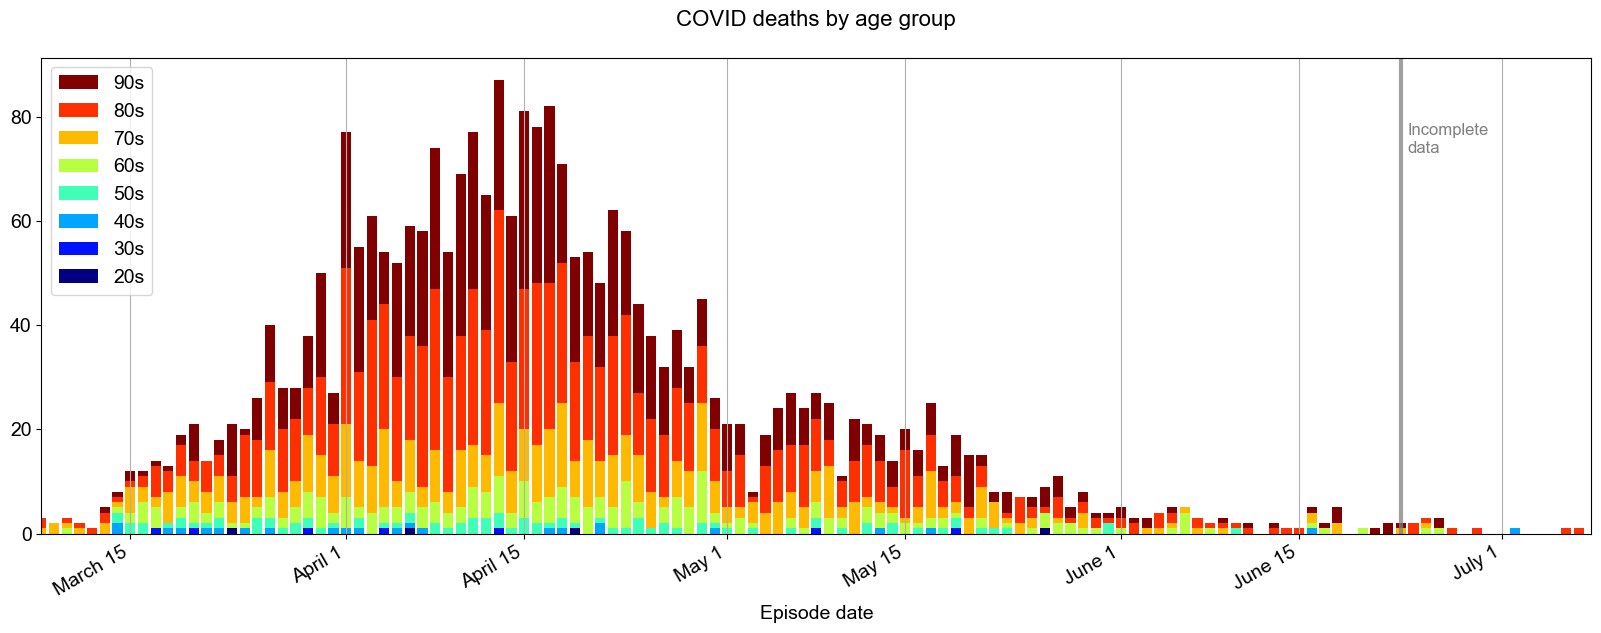 COVID deaths by age group
90s
80s
70s
60s
50s
40s
30s
20s
80
60
40
20
0
Incomplete
data
March 15
April 1
April 15
May 1
May 15
June 1
June 15
July 1
Episode date